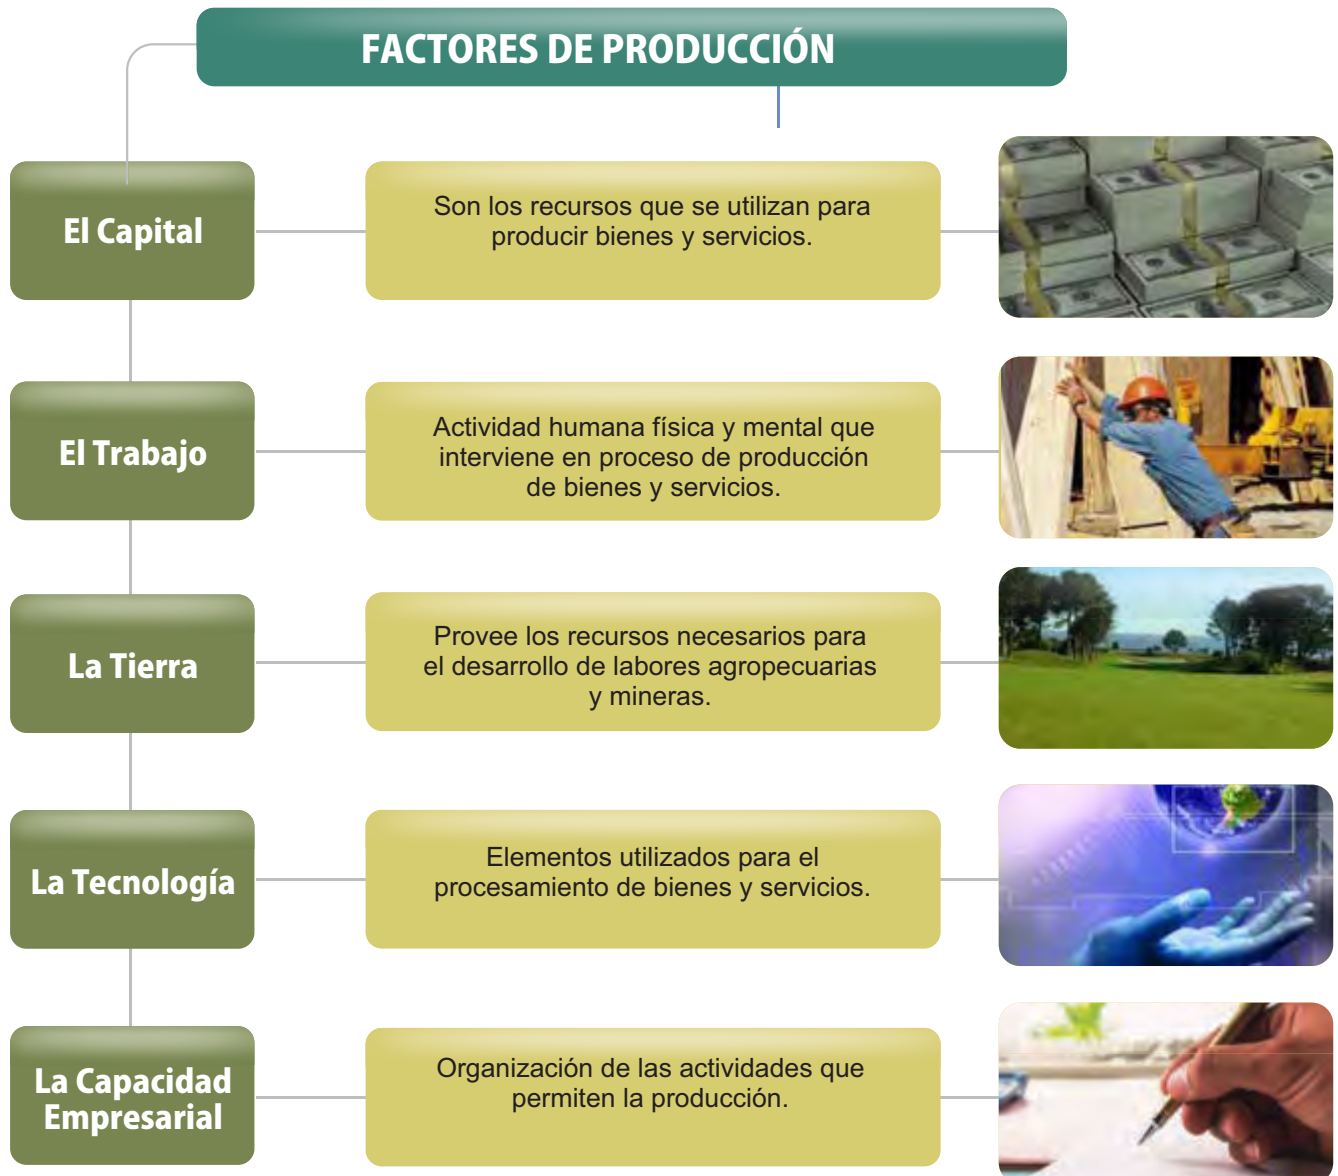 FACTORES DE PRODUCCIÓN
El Capital
Son los recursos que se utilizan para
producir bienes y servicios.
El Trabajo
Actividad humana física y mental que
interviene en proceso de producción
de bienes y servicios.
La Tierra
Provee los recursos necesarios para
el desarrollo de labores agropecuarias
y mineras.
La Tecnología
Elementos utilizados para el
procesamiento de bienes y servicios.
La Capacidad
Empresarial
Organización de las actividades que
permiten la producción.